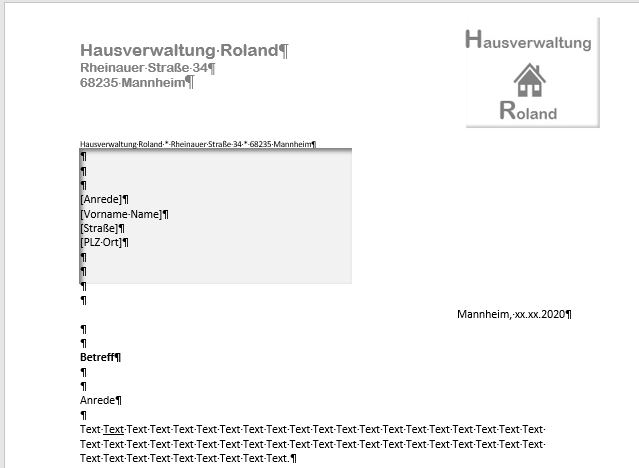 Hausverwaltung·Roland¶
Rheinauer·Straße·34¶
68235·Mannheim¶
Hausverwaltung
Roland
Hausverwaltung·Roland·*·Rheinauer·Straße·34·*·68235·Mannheim¶
¶
¶
¶
[Anrede]¶
[Vorname·Name]¶
[Straße]¶
[PLZ·Ort]¶
¶
¶
¶
¶
Mannheim,·xx.xx.2020¶
¶
¶
Betreff¶
¶
¶
Anrede¶
¶
Text·Text·Text·Text·Text·Text·Text·Text·Text·Text·Text·Text·Text·Text·Text·Text·Text·Text·Text·Text·
Text·Text·Text·Text·Text·Text·Text·Text·Text·Text·Text·Text·Text·Text·Text·Text·Text·Text·Text·Text·
Text·Text·Text·Text·Text·Text·Text·Text·Text.¶